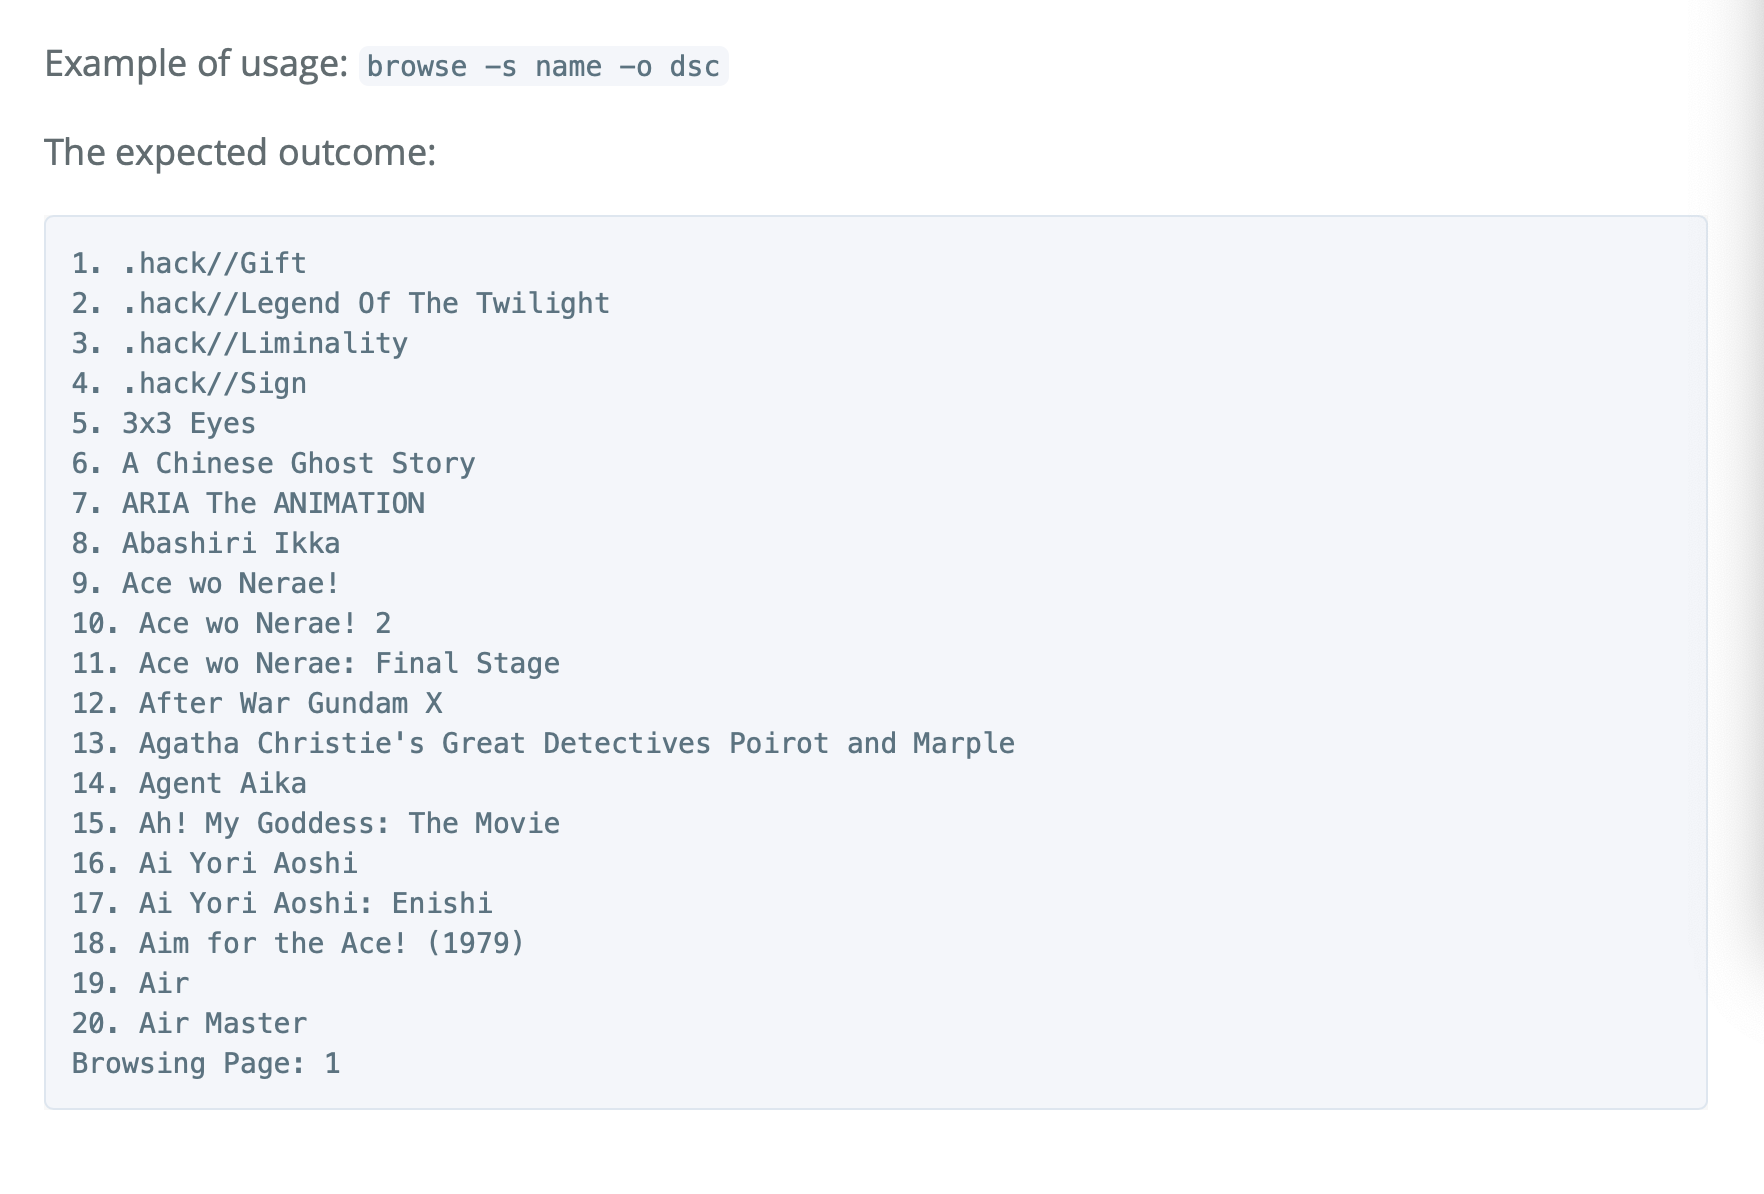 Example of usage: browse –s name –o dsc
The expected outcome:
1. .hack//Gift
2. .hack//Legend Of The Twilight
3. .hack//Liminality
4. .hack//Sign
5. 3x3 Eyes
6. A Chinese Ghost Story
7. ARIA The ANIMATION
8. Abashiri Ikka
9. Ace wo Nerae!
10. Ace wo Nerae! 2
11. Ace wo Nerae: Final Stage
12. After War Gundam X
13. Agatha Christie's Great Detectives Poirot and Marple
14. Agent Aika
15. Ah! My Goddess: The Movie
16. Ai Yori Aoshi
17. Ai Yori Aoshi: Enishi
18. Aim for the Ace! (1979)
19. Air
20. Air Master
Browsing Page: 1